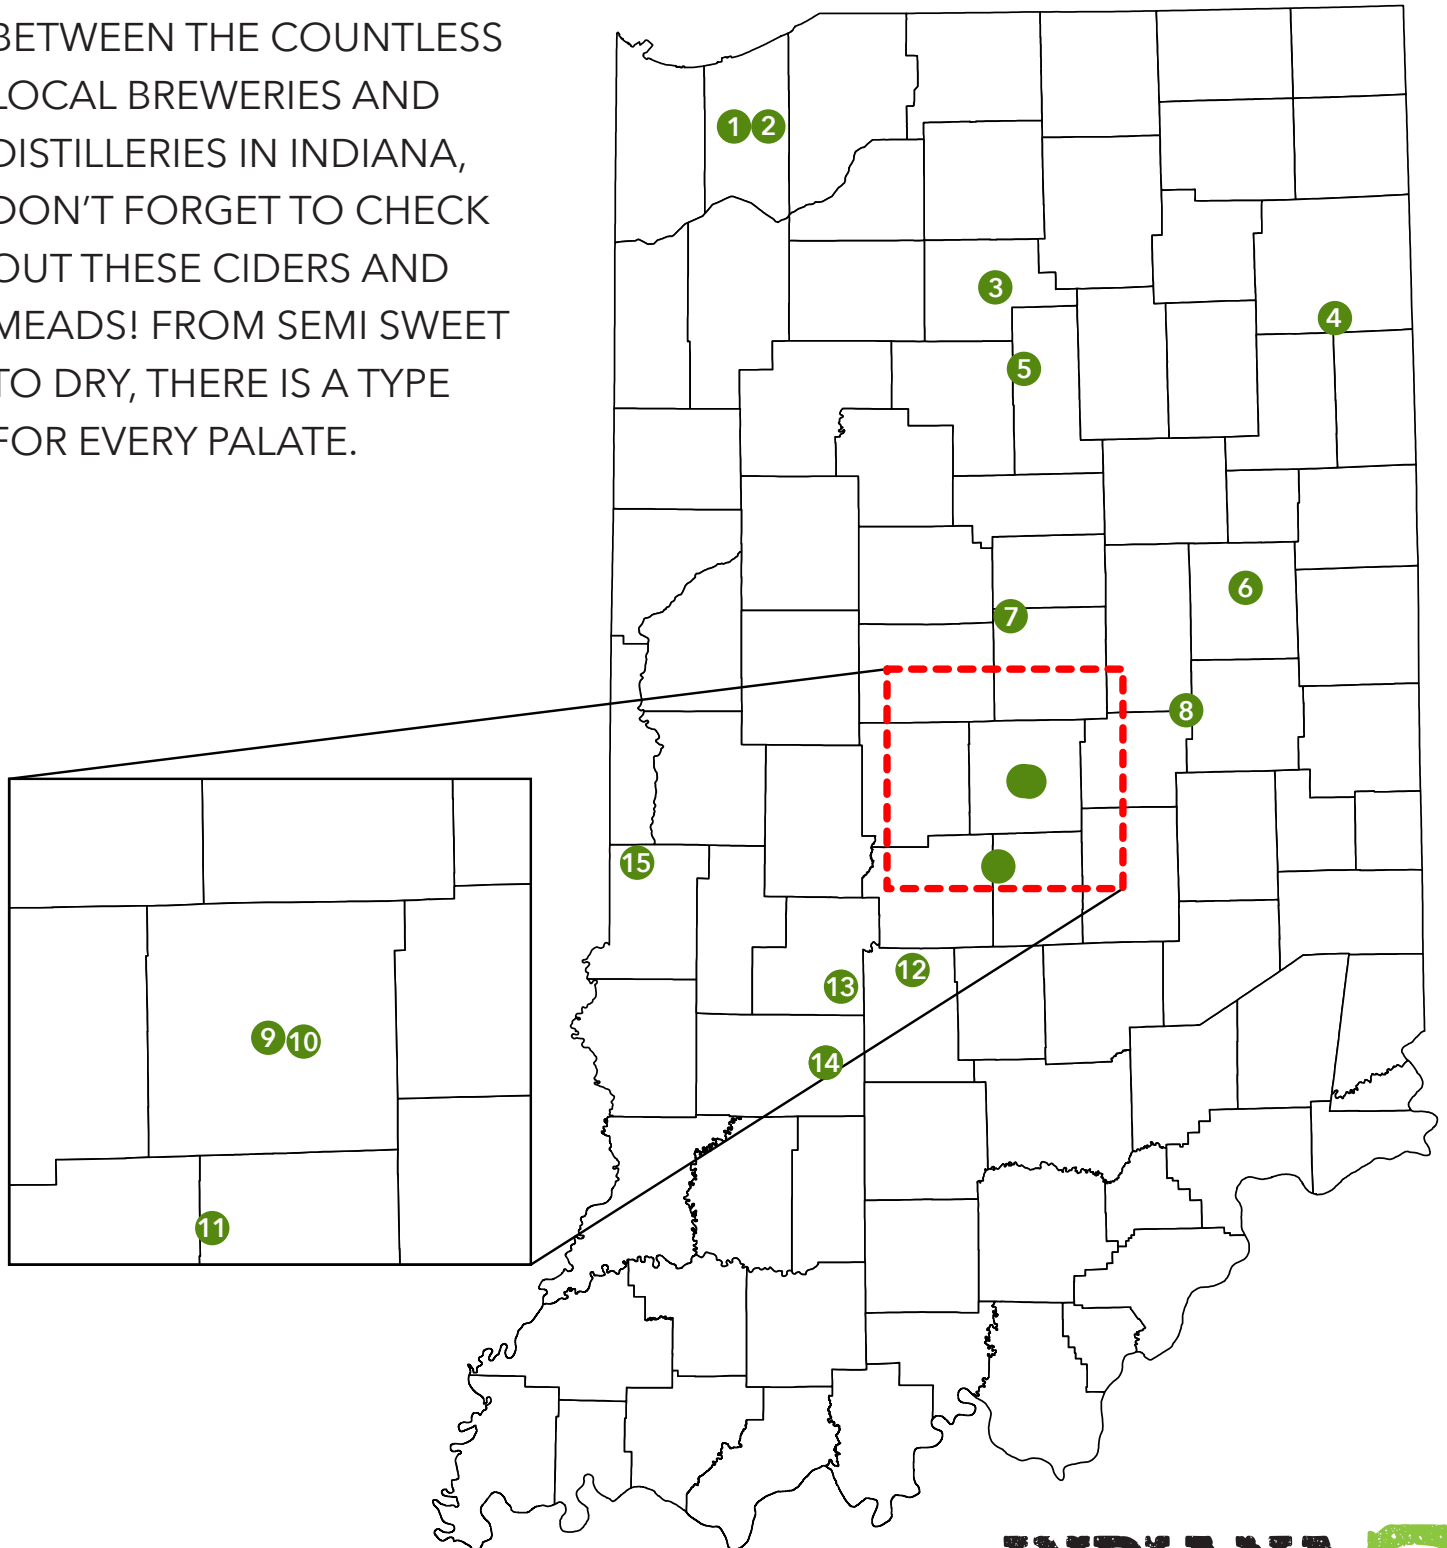 BETWEEN THE COUNTLESS
LOCAL BREWERIES AND
DISTILLERIES IN INDIANA,
DON'T FORGET TO CHECK
OUT THESE CIDERS AND
MEADS! FROM SEMI SWEET
TO DRY, THERE IS A TYPE
FOR EVERY PALATE.
1 2
3
4
5
6
7
8
15
9 10
11
12
13
14
INDIANA